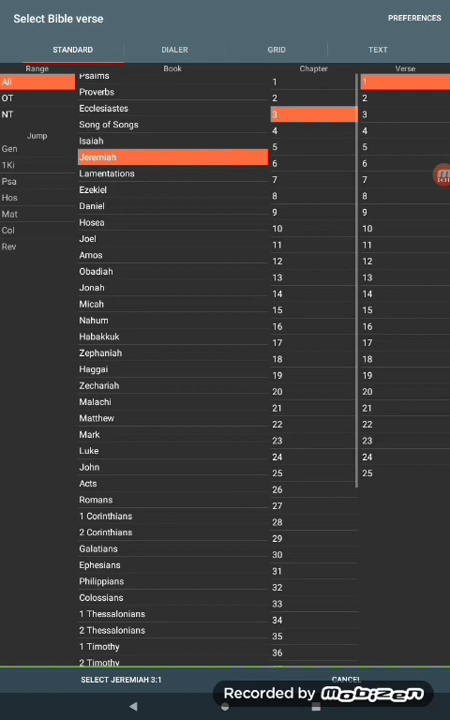 Select Bible verse
PREFERENCES
STANDARD
DIALER
GRID
TEXT
Range
Book
Chapter
Verse
All
OT
NT
Jump
Gen
1Ki
Psa
Hos
Mat
Col
Rev
Psalms
Proverbs
Ecclesiastes
Song of Songs
Isaiah
Jeremiah
Lamentations
Ezekiel
Daniel
Hosea
Joel
Amos
Obadiah
Jonah
Micah
Nahum
Habakkuk
Zephaniah
Haggai
Zechariah
Malachi
Matthew
Mark
Luke
John
Acts
Romans
1 Corinthians
2 Corinthians
Galatians
Ephesians
Philippians
Colossians
1 Thessalonians
2 Thessalonians
1 Timothy
2 Timothy
1
2
3
4
5
6
7
8
9
10
11
12
13
14
15
16
17
18
19
20
21
22
23
24
25
26
27
28
29
30
31
32
33
34
35
36
1
2
3
4
5
6
7
8
9
10
11
12
13
14
15
16
17
18
19
20
21
22
23
24
25
SELECT JEREMIAH 3:1
CANCEL
Recorded by mobizen